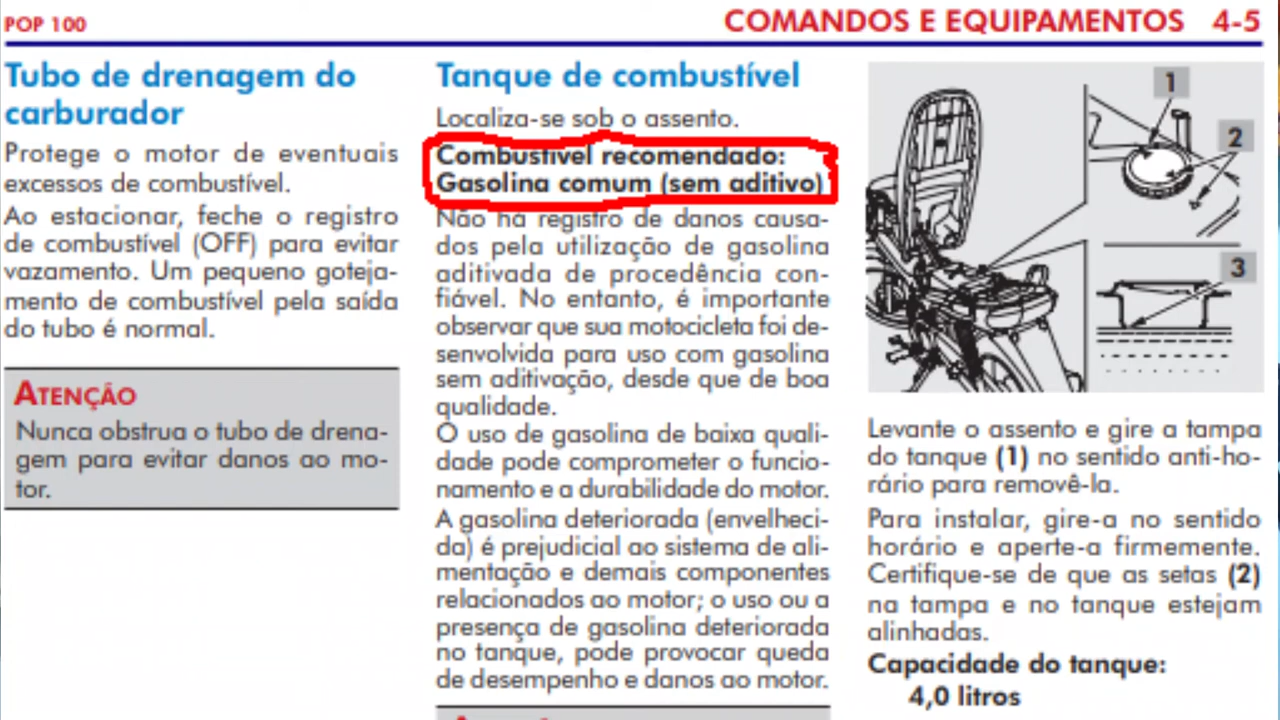 POP 100
COMANDOS E EQUIPAMENTOS 4-5
Tubo de drenagem do
carburador
Protege o motor de eventuais
excessos de combustível.
Ao estacionar, feche o registro
de combustível (OFF) para evitar
vazamento. Um pequeno goteja-
mento de combustível pela saída
do tubo é normal.
ATENÇÃO
Nunca obstrua o tubo de drena-
gem para evitar danos ao mo-
tor.
Tanque de combustível
Localiza-se sob o assento.
Combustível recomendado:
Gasolina comum (sem aditivo)
Não há registro de danos causa-
dos pela utilização de gasolina
aditivada de procedência con-
fiável. No entanto, é importante
observar que sua motocicleta foi de-
senvolvida para uso com gasolina
sem aditivação, desde que de boa
qualidade.
O uso de gasolina de baixa quali-
dade pode comprometer o funcio-
namento e a durabilidade do motor.
A gasolina deteriorada (envelheci-
da) é prejudicial ao sistema de ali-
mentação e demais componentes
relacionados ao motor; o uso ou a
presença de gasolina deteriorada
no tanque, pode provocar queda
de desempenho e danos ao motor.
1
2
3
Levante o assento e gire a tampa
do tanque (1) no sentido anti-ho-
rário para removê-la.
Para instalar, gire-a no sentido
horário e aperte-a firmemente.
Certifique-se de que as setas (2)
na tampa e no tanque estejam
alinhadas.
Capacidade do tanque:
4,0 litros